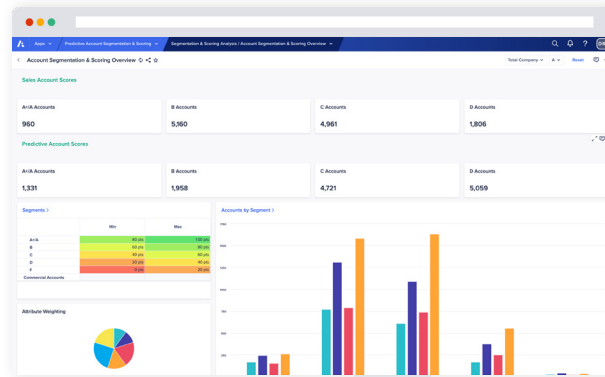 Apps
Predictive Account Segmentation & Scoring
Segmentation & Scoring Analysis / Account Segmentation & Scoring Overview
?
Account Segmentation & Scoring Overview
Total Company
A
Reset
Sales Account Scores
A+/A Accounts
B Accounts
C Accounts
D Accounts
960
5,160
4,961
1,806
Predictive Account Scores
A+/A Accounts
B Accounts
C Accounts
D Accounts
1,331
1,958
4,721
5,059
Segments >
Accounts by Segment >
Min Max
A+/A 80 pts 100 pts
B 60 pts 80 pts
C 40 pts 60 pts
D 20 pts 40 pts
F 0 pts 20 pts
Commercial Accounts
Attribute Weighting